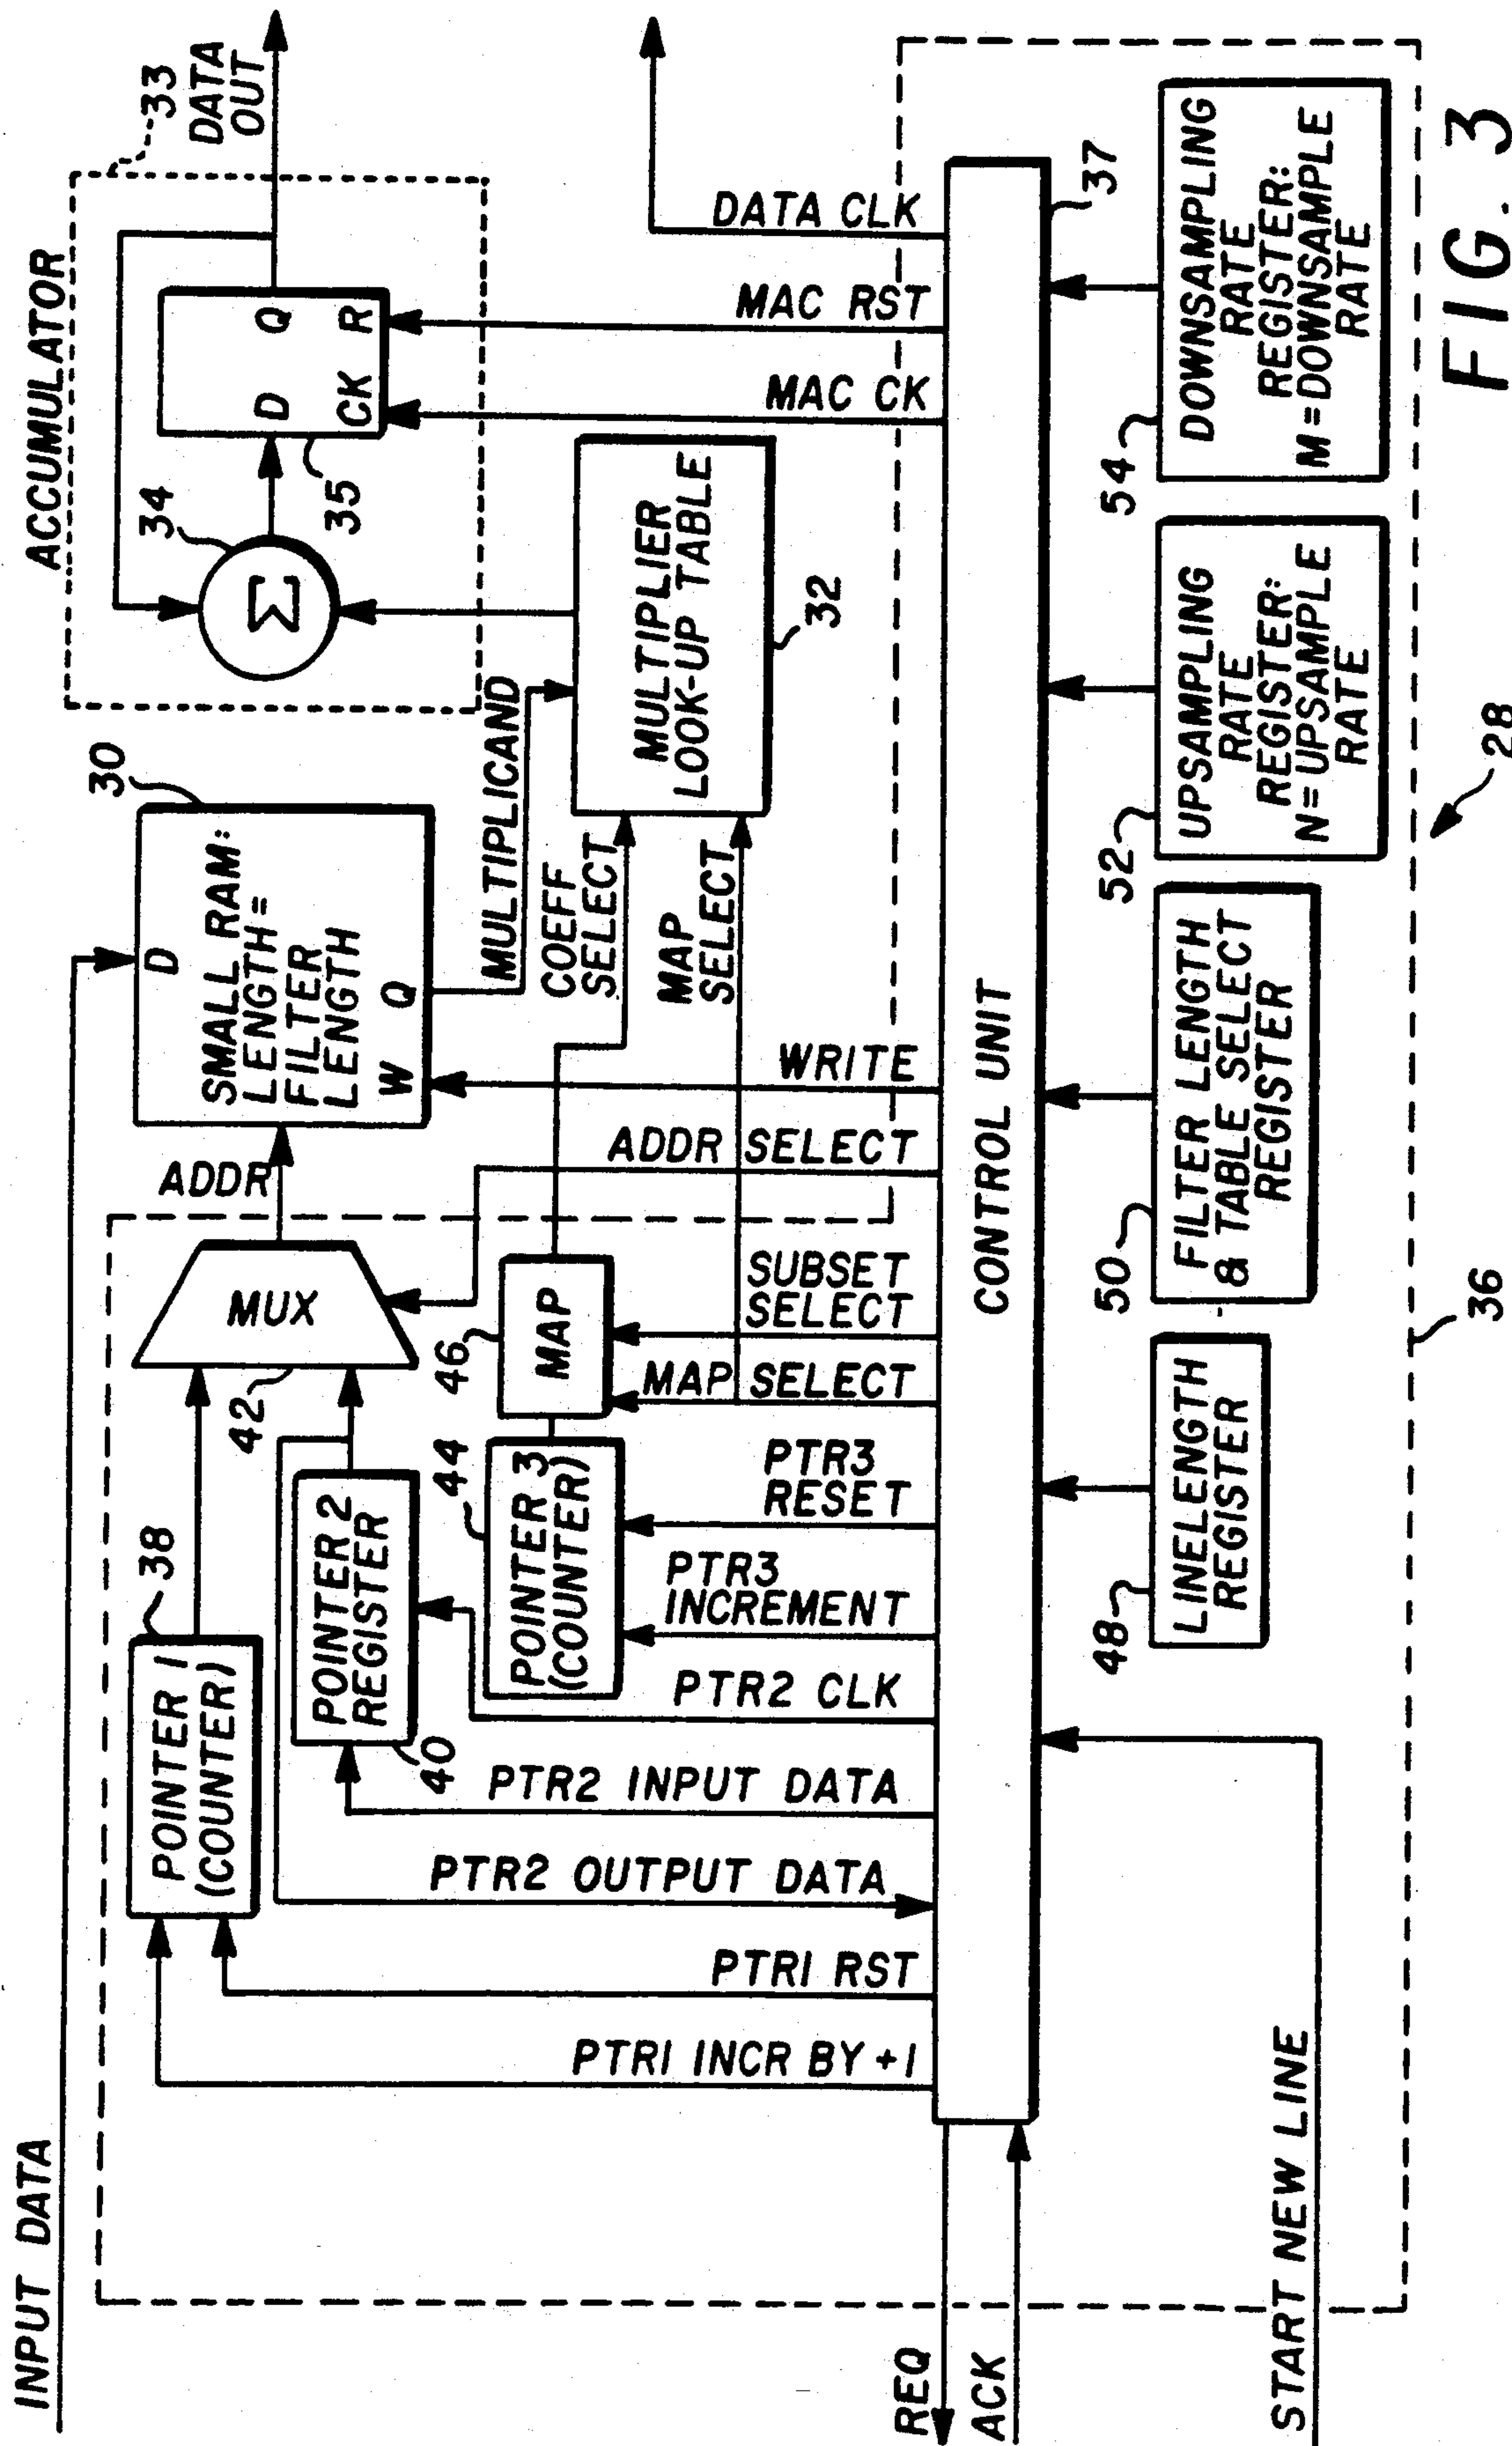 INPUT DATA
ACCUMULATOR
33
DATA
OUT
34
Σ
D Q
CK R
35
30
D
SMALL RAM:
LENGTH =
FILTER
LENGTH
W Q
ADDR
MUX
42
POINTER 1
(COUNTER)
38
POINTER 2
REGISTER
40
POINTER 3
(COUNTER)
44
MAP
46
MULTIPLICAND
COEFF
SELECT
MAP
SELECT
MULTIPLIER
LOOK-UP TABLE
32
PTR1 INCR BY +1
PTR1 RST
PTR2 OUTPUT DATA
PTR2 INPUT DATA
PTR2 CLK
PTR3
INCREMENT
PTR3
RESET
MAP SELECT
SUBSET
SELECT
ADDR SELECT
WRITE
MAC CK
MAC RST
DATA CLK
REQ
ACK
CONTROL UNIT
37
START NEW LINE
48
LINELENGTH
REGISTER
50
FILTER LENGTH
& TABLE SELECT
REGISTER
52
UPSAMPLING
RATE
REGISTER:
N=UPSAMPLE
RATE
54
DOWNSAMPLING
RATE
REGISTER:
M=DOWNSAMPLE
RATE
36
28
FIG. 3